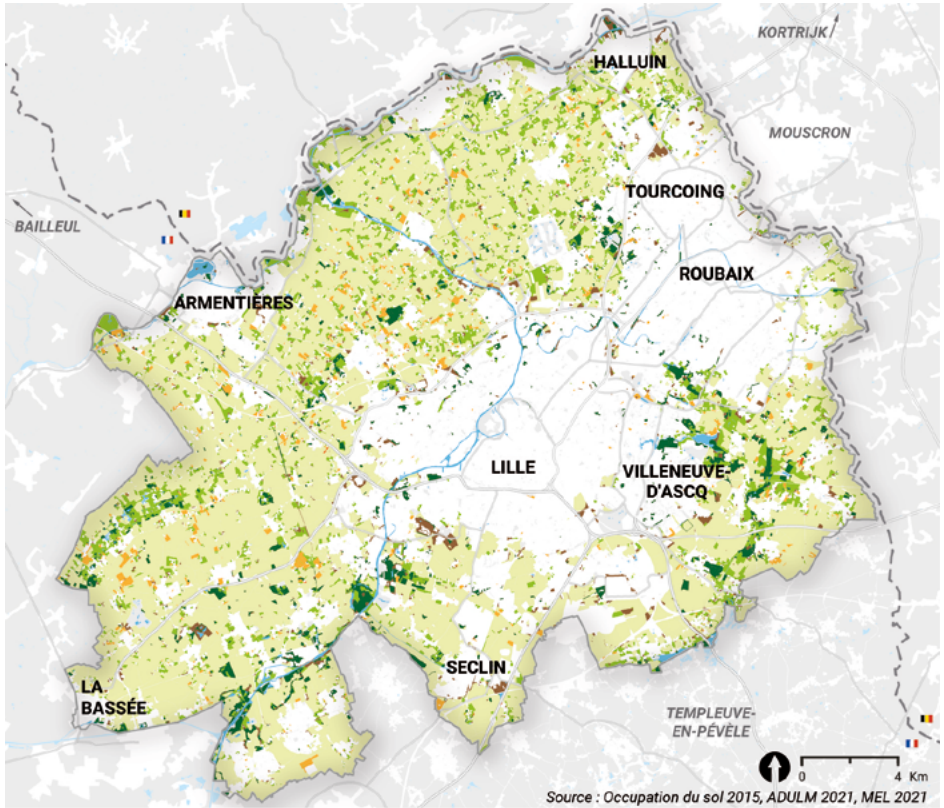 KORTRIJK
HALLUIN
MOUSCRON
TOURCOING
BAILLEUL
ROUBAIX
ARMENTIÈRES
LILLE
VILLENEUVE-
D'ASCQ
SECLIN
LA
BASSÉE
TEMPLEUVE-
EN-PÉVÈLE
0 4 Km
Source : Occupation du sol 2015, ADULM 2021, MEL 2021